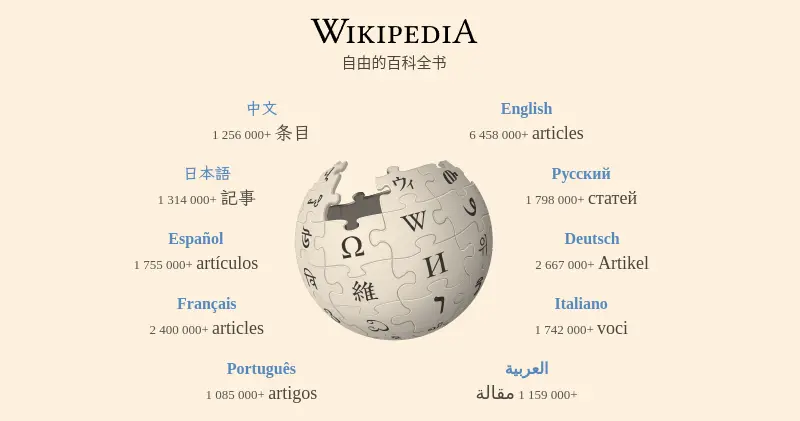 WIKIPEDIA
自由的百科全书
中文
1 256 000+ 条目
English
6 458 000+ articles
日本語
1 314 000+ 記事
Русский
1 798 000+ статей
Español
1 755 000+ artículos
Deutsch
2 667 000+ Artikel
Français
2 400 000+ articles
Italiano
1 742 000+ voci
Português
1 085 000+ artigos
العربية
1 159 000+ مقالة
ウィ
W
Ω
И
維